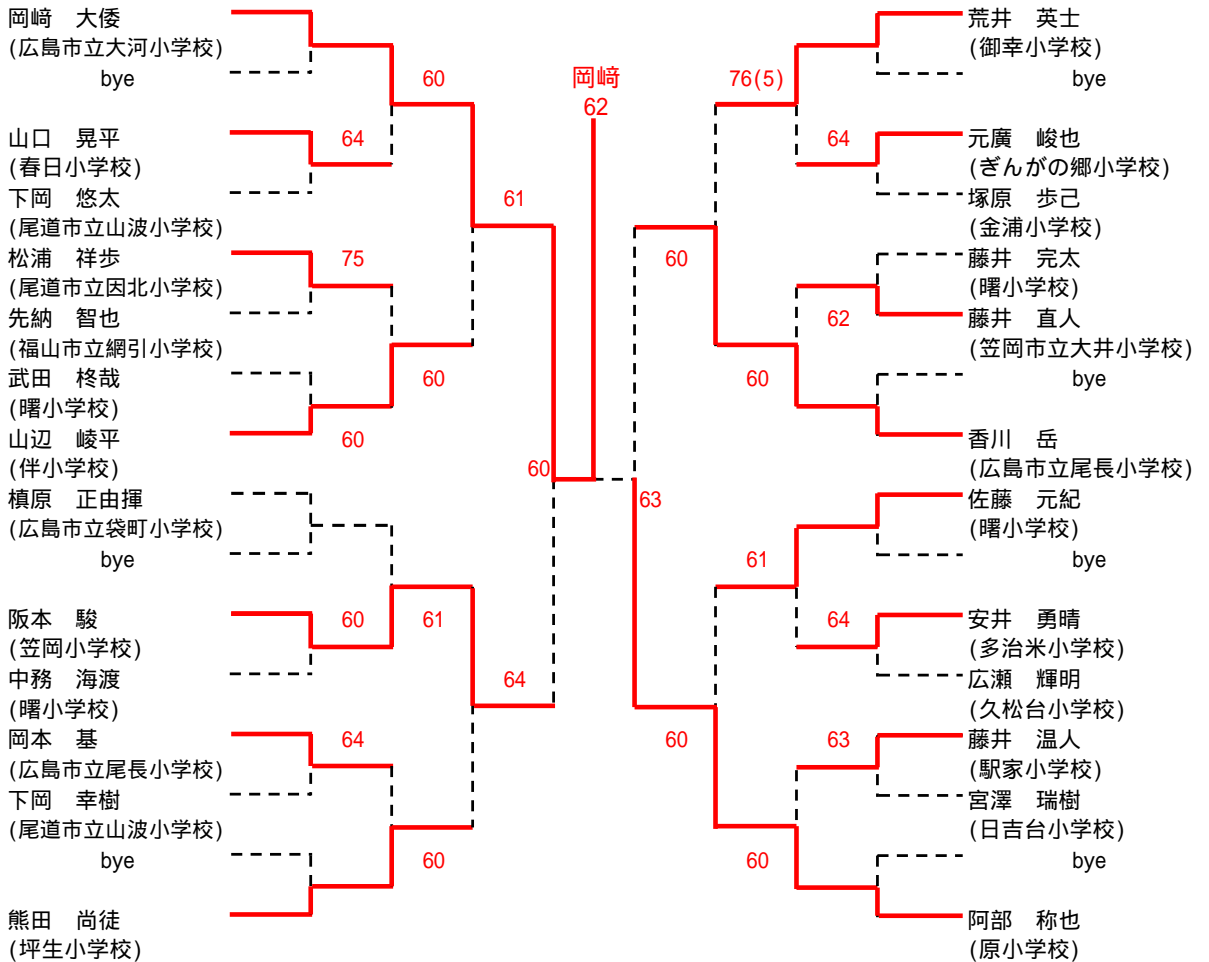 岡﨑　大倭
(広島市立大河小学校)
bye
山口　晃平
(春日小学校)
下岡　悠太
(尾道市立山波小学校)
松浦　祥歩
(尾道市立因北小学校)
先納　智也
(福山市立網引小学校)
武田　柊哉
(曙小学校)
山辺　崚平
(伴小学校)
槙原　正由揮
(広島市立袋町小学校)
bye
阪本　駿
(笠岡小学校)
中務　海渡
(曙小学校)
岡本　基
(広島市立尾長小学校)
下岡　幸樹
(尾道市立山波小学校)
bye
熊田　尚徒
(坪生小学校)
64
75
60
60
64
60
60
61
60
61
64
60
岡﨑
62
63
60
60
76(5)
60
61
60
64
62
64
63
荒井　英士
(御幸小学校)
bye
元廣　峻也
(ぎんがの郷小学校)
塚原　歩己
(金浦小学校)
藤井　完太
(曙小学校)
藤井　直人
(笠岡市立大井小学校)
bye
香川　岳
(広島市立尾長小学校)
佐藤　元紀
(曙小学校)
bye
安井　勇晴
(多治米小学校)
広瀬　輝明
(久松台小学校)
藤井　温人
(駅家小学校)
宮澤　瑞樹
(日吉台小学校)
bye
阿部　称也
(原小学校)